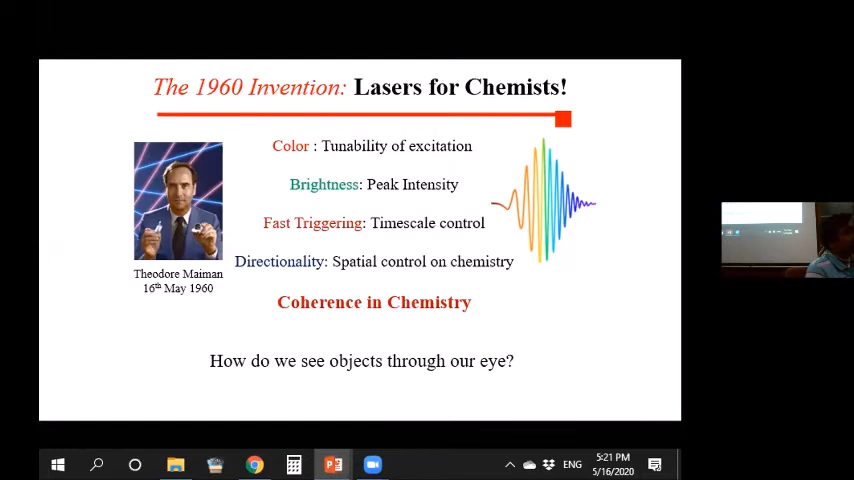 The 1960 Invention: Lasers for Chemists!
Color : Tunability of excitation
Brightness: Peak Intensity
Fast Triggering: Timescale control
Directionality: Spatial control on chemistry
Theodore Maiman
16th May 1960
Coherence in Chemistry
How do we see objects through our eye?
ENG
5:21 PM
5/16/2020